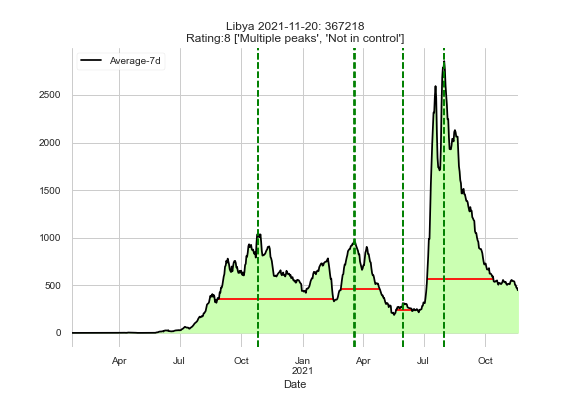 Libya 2021-11-20: 367218
Rating:8 ['Multiple peaks', 'Not in control']
Average-7d
2500
2000
1500
1000
500
0
Apr Jul Oct Jan Apr Jul Oct
2021
Date